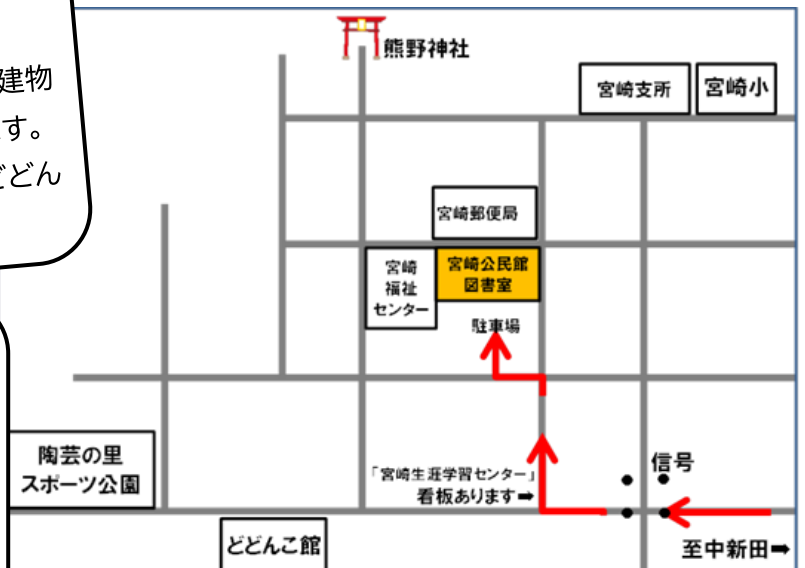 建物
す。
どどん
熊野神社
宮崎支所
宮崎小
宮崎郵便局
宮崎
福祉
センター
宮崎公民館
図書室
駐車場
陶芸の里
スポーツ公園
「宮崎生涯学習センター」
看板あります➡
信号
どどんこ館
至中新田➡